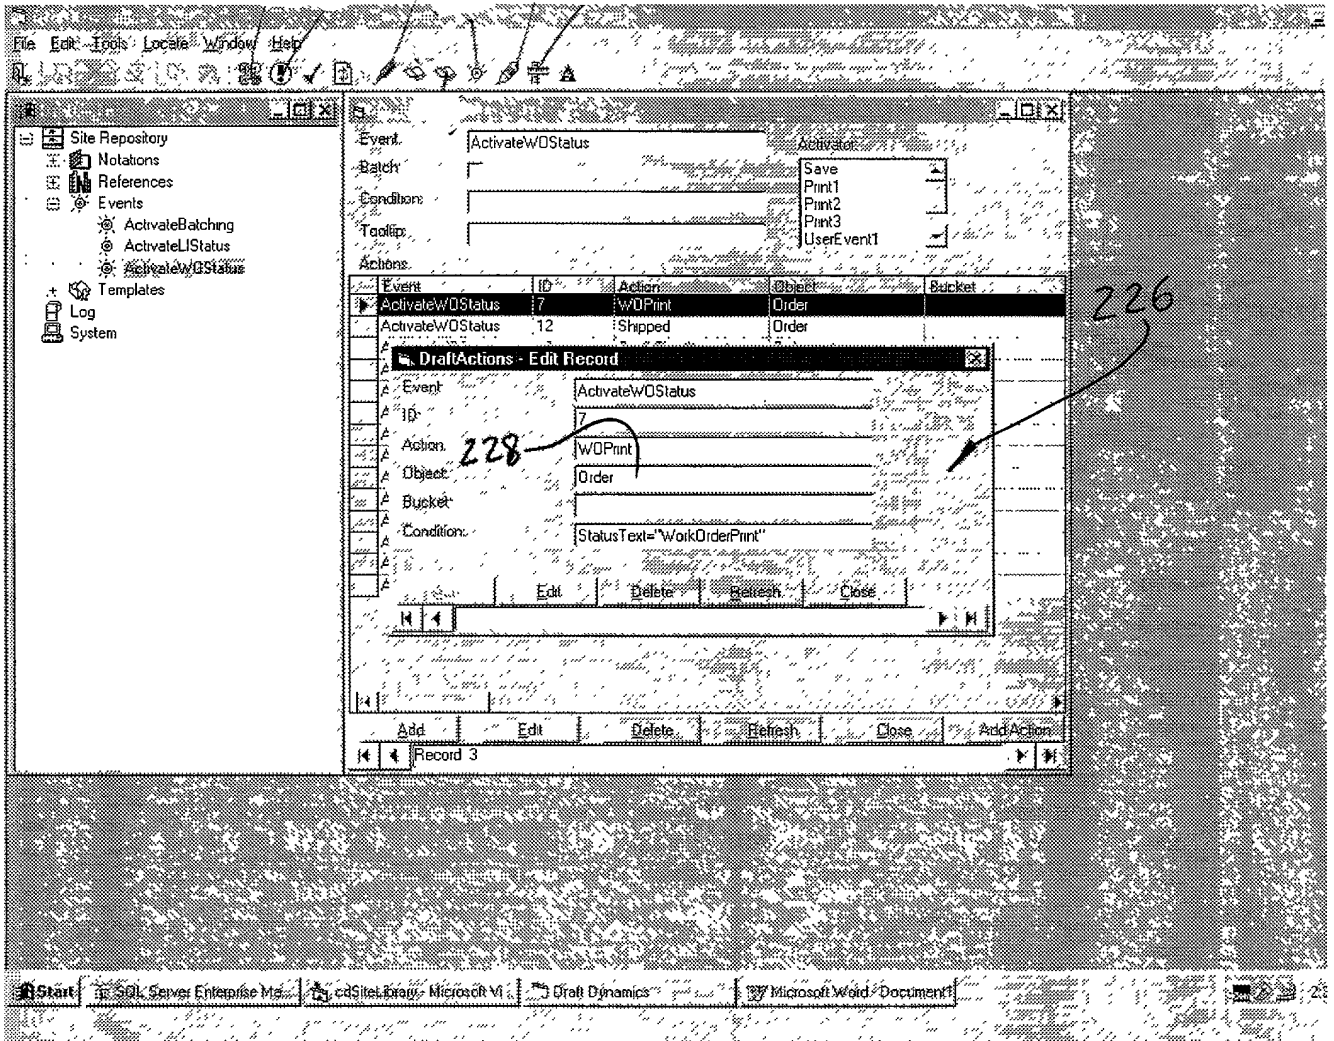 File Edit Tools Locate Window Help
Site Repository
Notations
References
Events
ActivateBatching
ActivateLIStatus
ActivateWOStatus
Templates
Log
System
Event: ActivateWOStatus
Activator:
Batch
Condition:
Tooltip:
Save
Print1
Print2
Print3
UserEvent1
Actions:
Event ID Action Object Bucket
ActivateWOStatus 7 WOPrint Order
ActivateWOStatus 12 Shipped Order
226
DraftActions - Edit Record
Event ActivateWOStatus
ID: 7
Action: WOPrint
228
Object: Order
Bucket
Condition: StatusText="WorkOrderPrint"
Edit Delete Refresh Close
Add Edit Delete Refresh Close Add Action
Record 3
Start SQL Server Enterprise Ma... cdSiteLibrary - Microsoft Vi... Draft Dynamics Microsoft Word - Document1